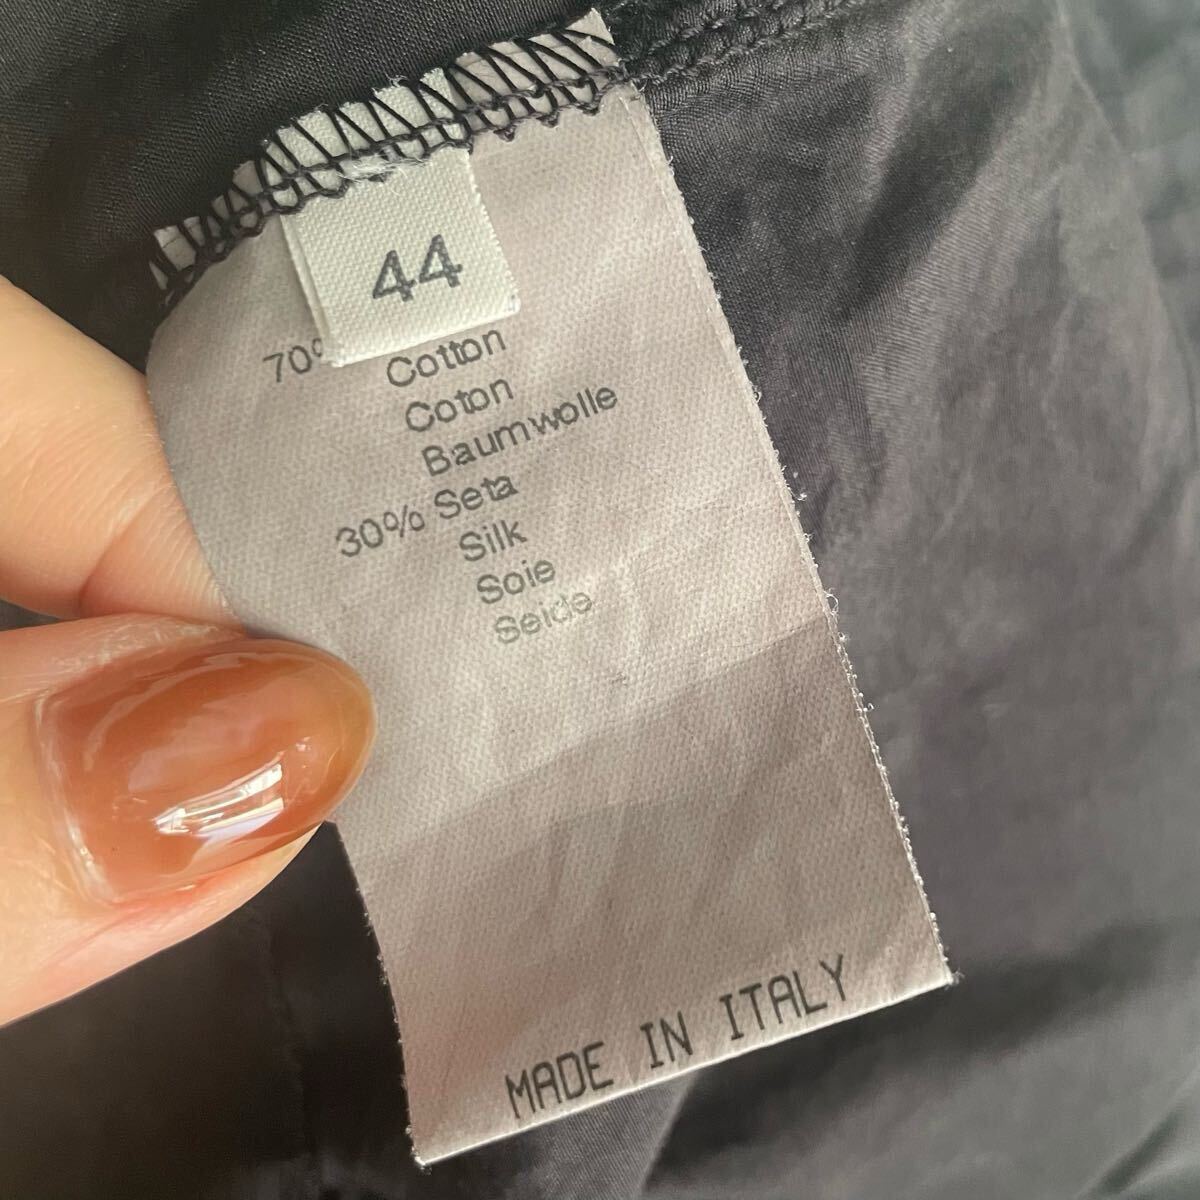 44
70%
Cotton
Coton
Baumwolle
30% Seta
Silk
Soie
Seide
MADE IN ITALY